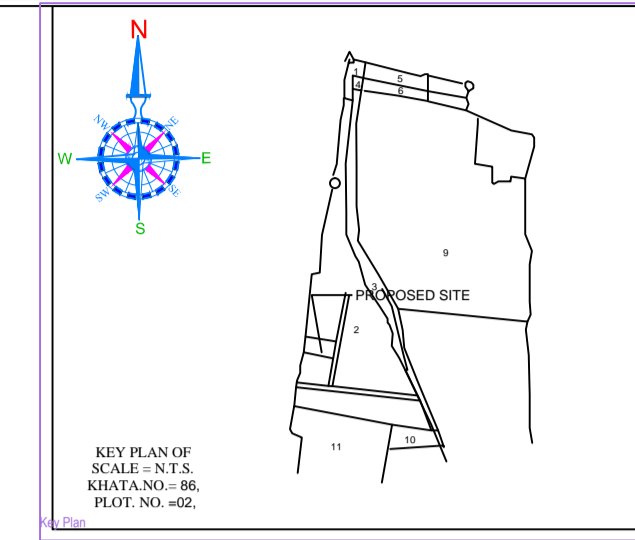 N
NW
NE
W
E
SW
SE
S
1
5
4
6
9
3
PROPOSED SITE
2
10
11
KEY PLAN OF
SCALE = N.T.S.
KHATA.NO.= 86,
PLOT. NO. =02,
Key Plan